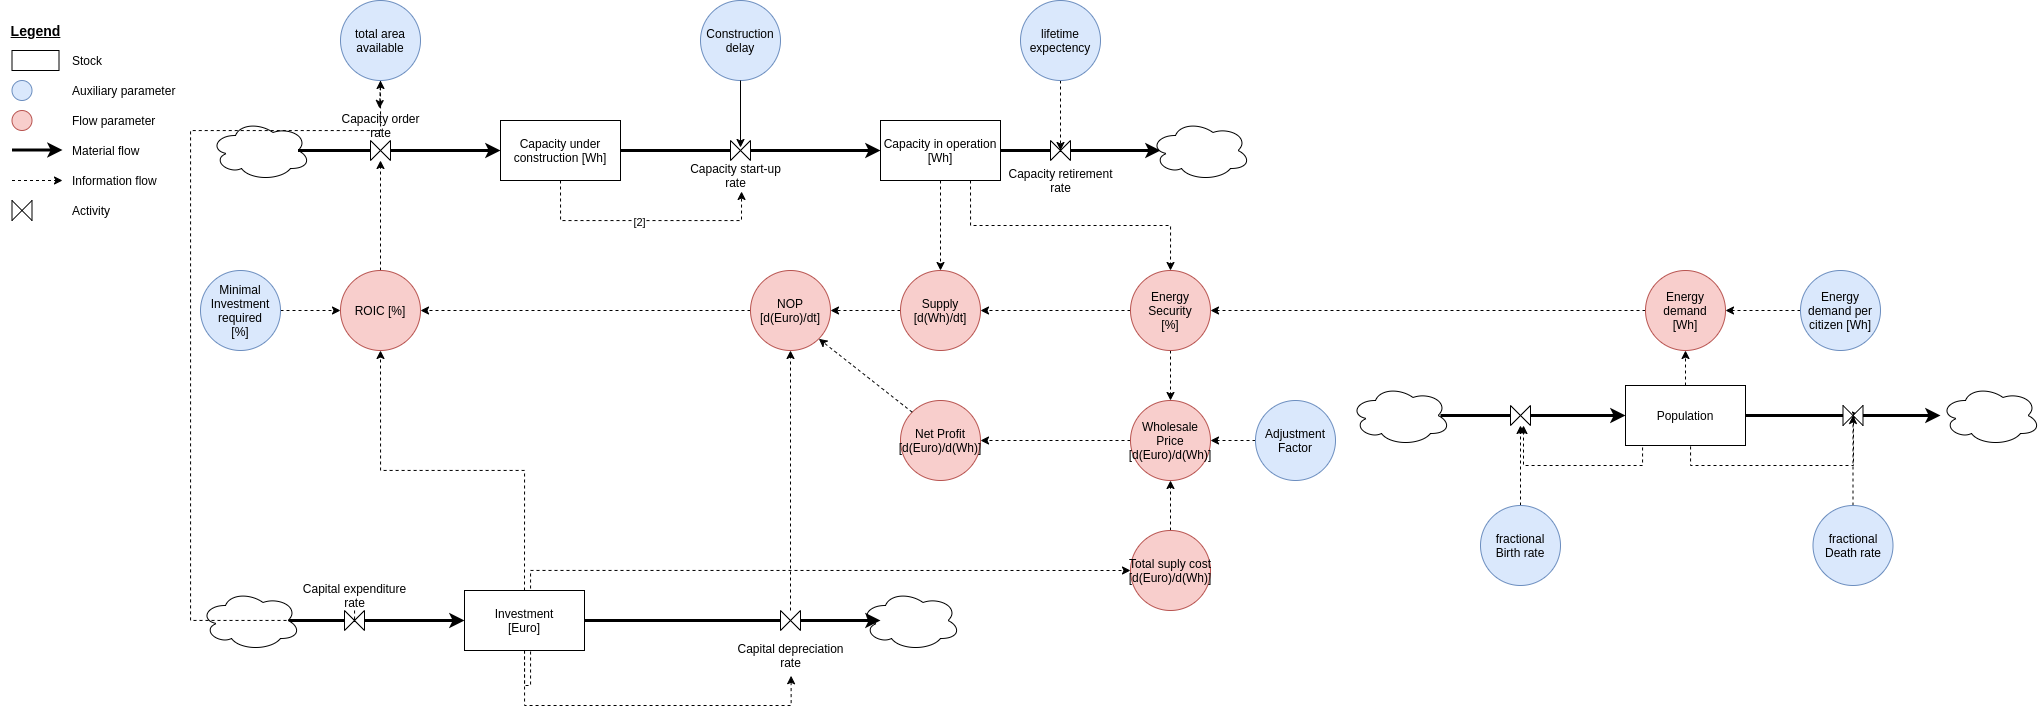 Legend
Stock
Auxiliary parameter
Flow parameter
Material flow
Information flow
Activity
total area
available
Construction
delay
lifetime
expectency
Capacity order
rate
Capacity under
construction [Wh]
Capacity start-up
rate
Capacity in operation
[Wh]
Capacity retirement
rate
[2]
Minimal
Investment
required
[%]
ROIC [%]
NOP
[d(Euro)/dt]
Supply
[d(Wh)/dt]
Energy
Security
[%]
Energy
demand
[Wh]
Energy
demand per
citizen [Wh]
Net Profit
[d(Euro)/d(Wh)]
Wholesale
Price
[d(Euro)/d(Wh)]
Adjustment
Factor
Population
Total suply cost
[d(Euro)/d(Wh)]
fractional
Birth rate
fractional
Death rate
Capital expenditure
rate
Investment
[Euro]
Capital depreciation
rate